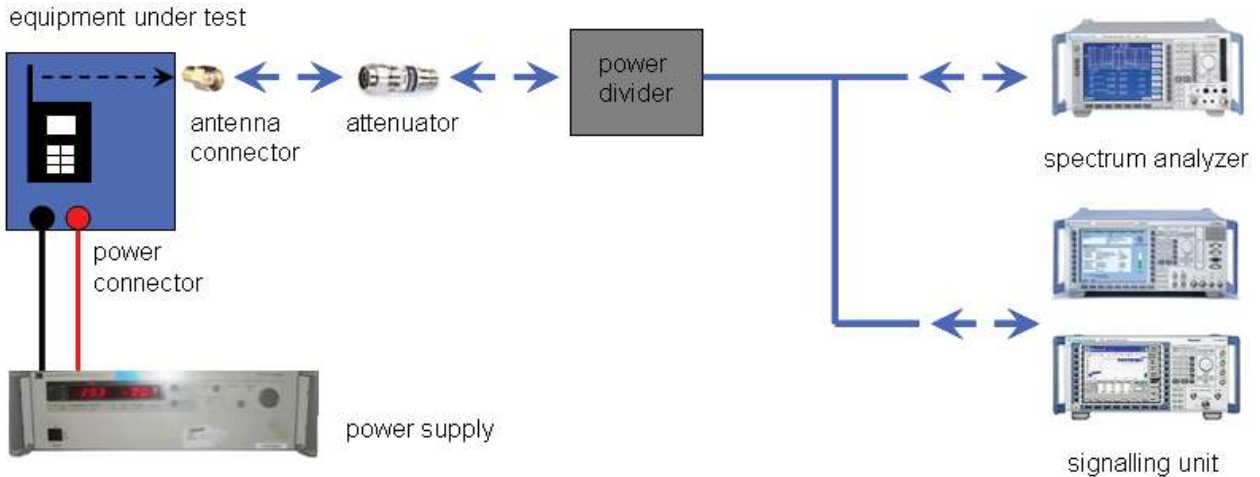 equipment under test
antenna
connector
attenuator
power
divider
spectrum analyzer
power
connector
power supply
signalling unit